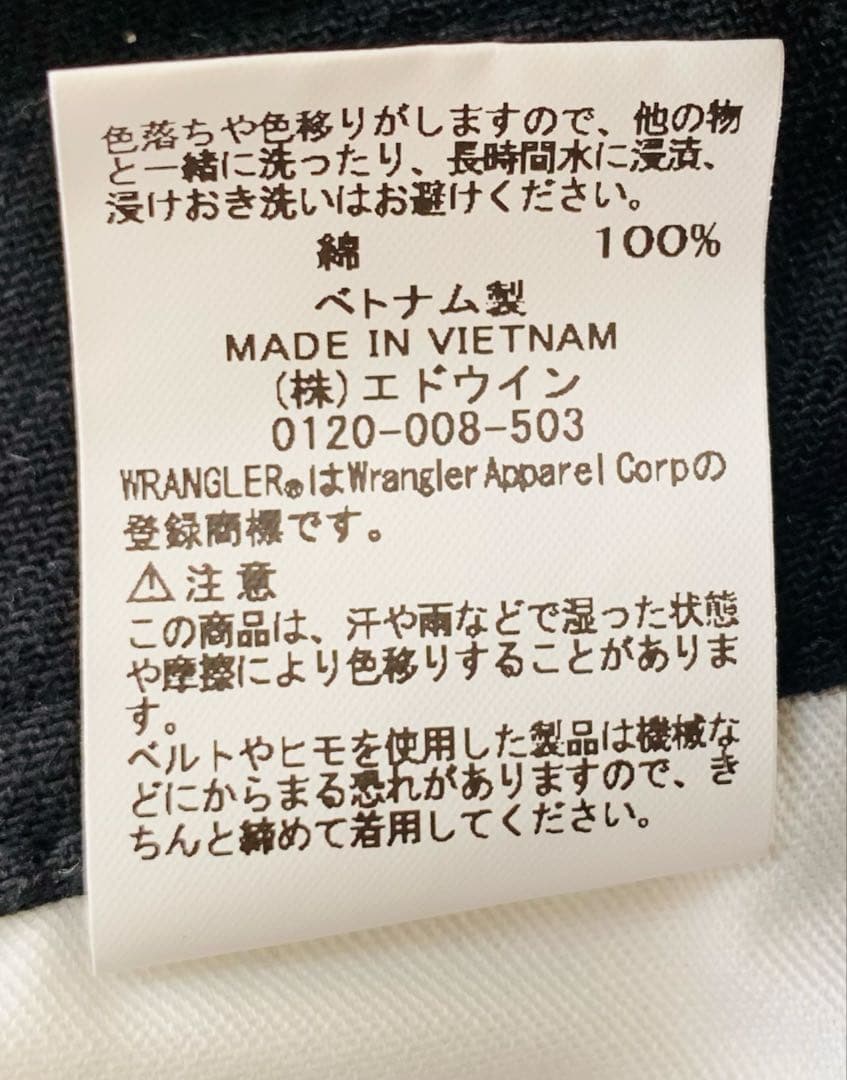 色落ちや色移りがしますので、他の物
と一緒に洗ったり、長時間水に浸漬、
浸けおき洗いはお避けください。
綿 100%
ベトナム製
MADE IN VIETNAM
(株)エドウイン
0120-008-503
WRANGLER®はWrangler Apparel Corpの
登録商標です。
⚠注意
この商品は、汗や雨などで湿った状態
や摩擦により色移りすることがありま
す。
ベルトやヒモを使用した製品は機械な
どにからまる恐れがありますので、き
ちんと締めて着用してください。